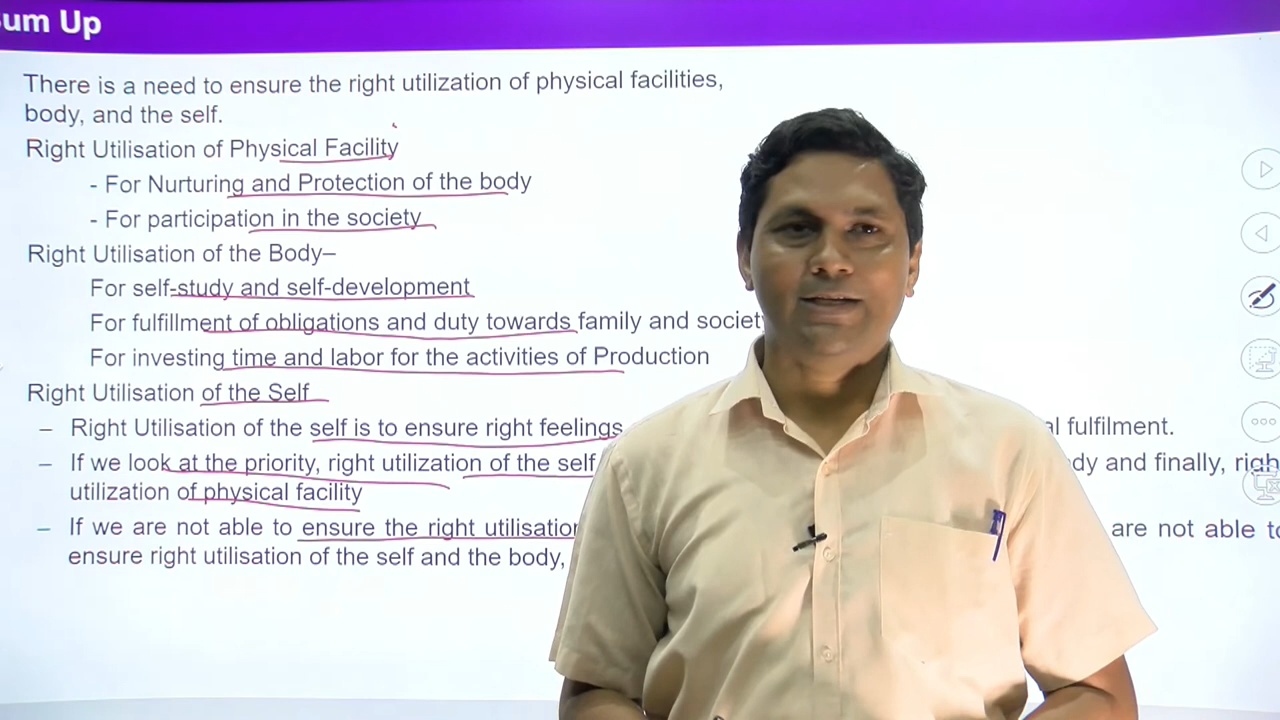 um Up
There is a need to ensure the right utilization of physical facilities,
body, and the self.
Right Utilisation of Physical Facility
- For Nurturing and Protection of the body
- For participation in the society
Right Utilisation of the Body–
For self-study and self-development
For fulfillment of obligations and duty towards family and societ
For investing time and labor for the activities of Production
Right Utilisation of the Self
– Right Utilisation of the self is to ensure right feelings al fulfilment.
– If we look at the priority, right utilization of the self dy and finally, righ
utilization of physical facility
– If we are not able to ensure the right utilisation are not able to
ensure right utilisation of the self and the body,